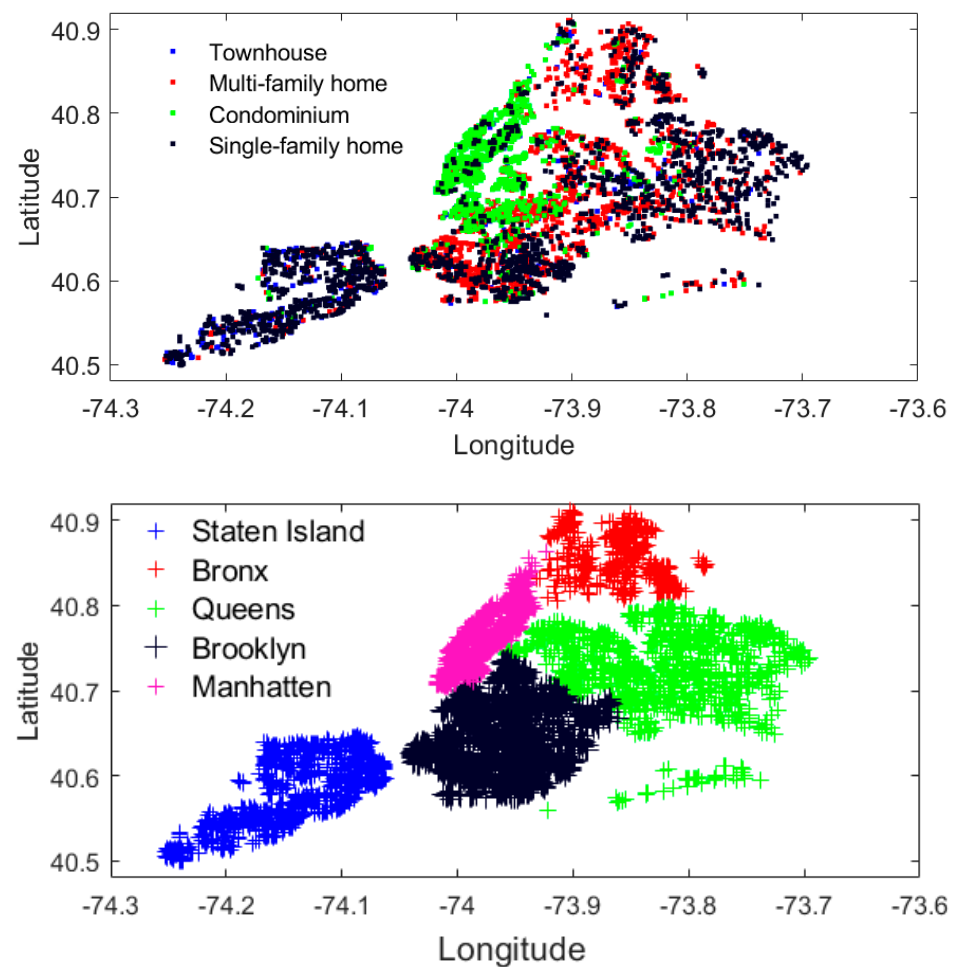 40.9
40.8
40.7
40.6
40.5
Latitude
Townhouse
Multi-family home
Condominium
Single-family home
-74.3 -74.2 -74.1 -74 -73.9 -73.8 -73.7 -73.6
Longitude
40.9
40.8
40.7
40.6
40.5
Latitude
Staten Island
Bronx
Queens
Brooklyn
Manhatten
-74.3 -74.2 -74.1 -74 -73.9 -73.8 -73.7 -73.6
Longitude